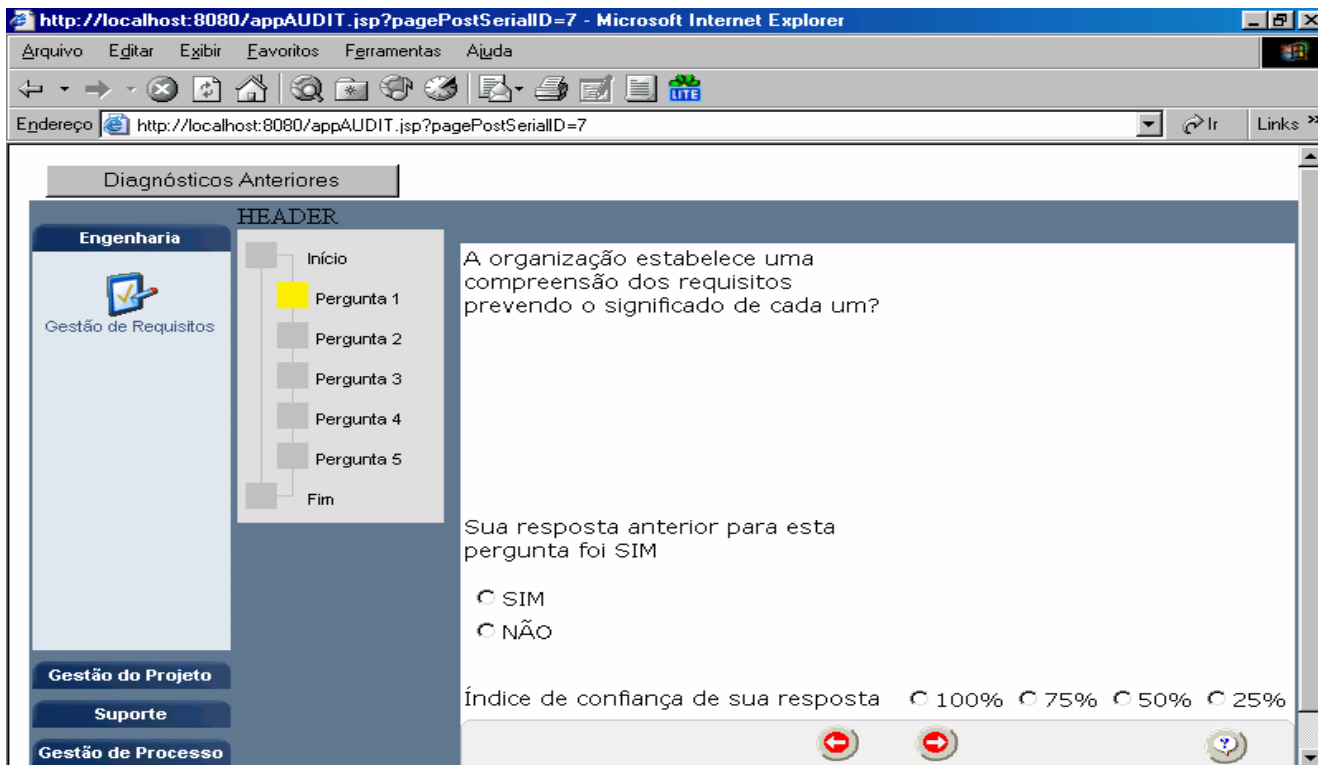 http://localhost:8080/appAUDIT.jsp?pagePostSerialID=7 - Microsoft Internet Explorer
Arquivo Editar Exibir Favoritos Ferramentas Ajuda
LITE
Endereço http://localhost:8080/appAUDIT.jsp?pagePostSerialID=7 Ir Links »
Diagnósticos Anteriores
HEADER
Engenharia
Gestão de Requisitos
Início
Pergunta 1
Pergunta 2
Pergunta 3
Pergunta 4
Pergunta 5
Fim
A organização estabelece uma
compreensão dos requisitos
prevendo o significado de cada um?
Sua resposta anterior para esta
pergunta foi SIM
SIM
NÃO
Índice de confiança de sua resposta 100% 75% 50% 25%
Gestão do Projeto
Suporte
Gestão de Processo
?